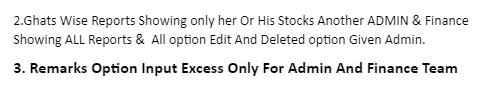 2.Ghats Wise Reports Showing only her Or His Stocks Another ADMIN & Finance
Showing ALL Reports & All option Edit And Deleted option Given Admin.
3. Remarks Option Input Excess Only For Admin And Finance Team